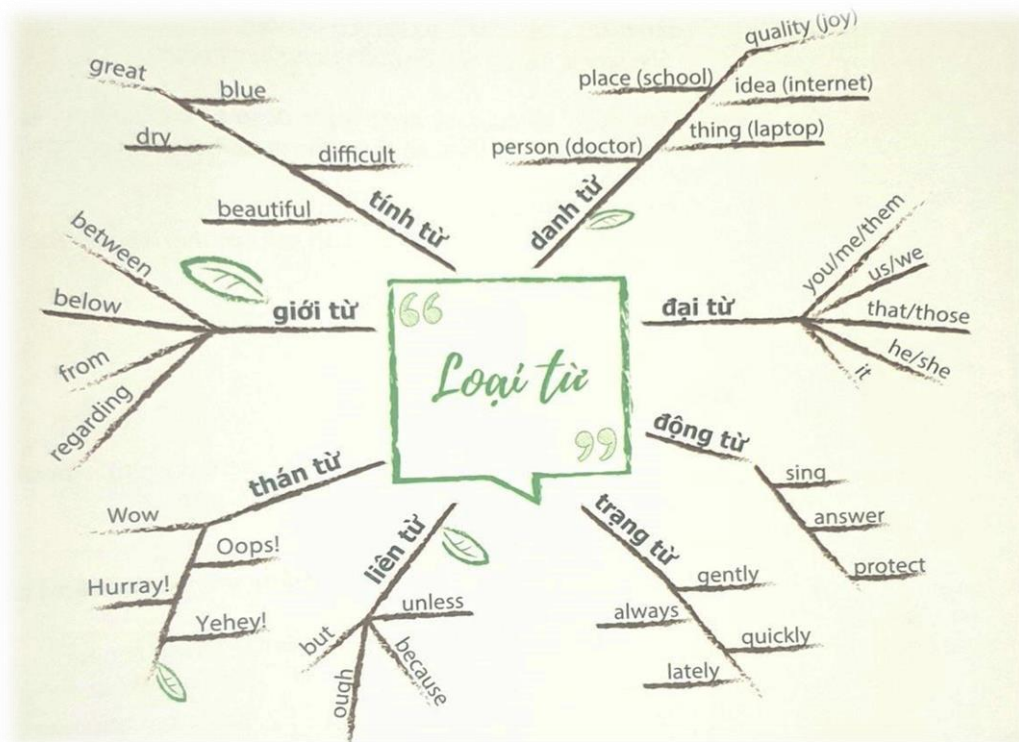 Loại từ
danh từ
person (doctor)
place (school)
thing (laptop)
idea (internet)
quality (joy)
đại từ
you/me/them
us/we
that/those
he/she
it
động từ
sing
answer
protect
trạng từ
gently
always
quickly
lately
liên từ
unless
because
ough
but
thán từ
Wow
Oops!
Hurray!
Yehey!
giới từ
between
below
from
regarding
tính từ
great
blue
dry
difficult
beautiful